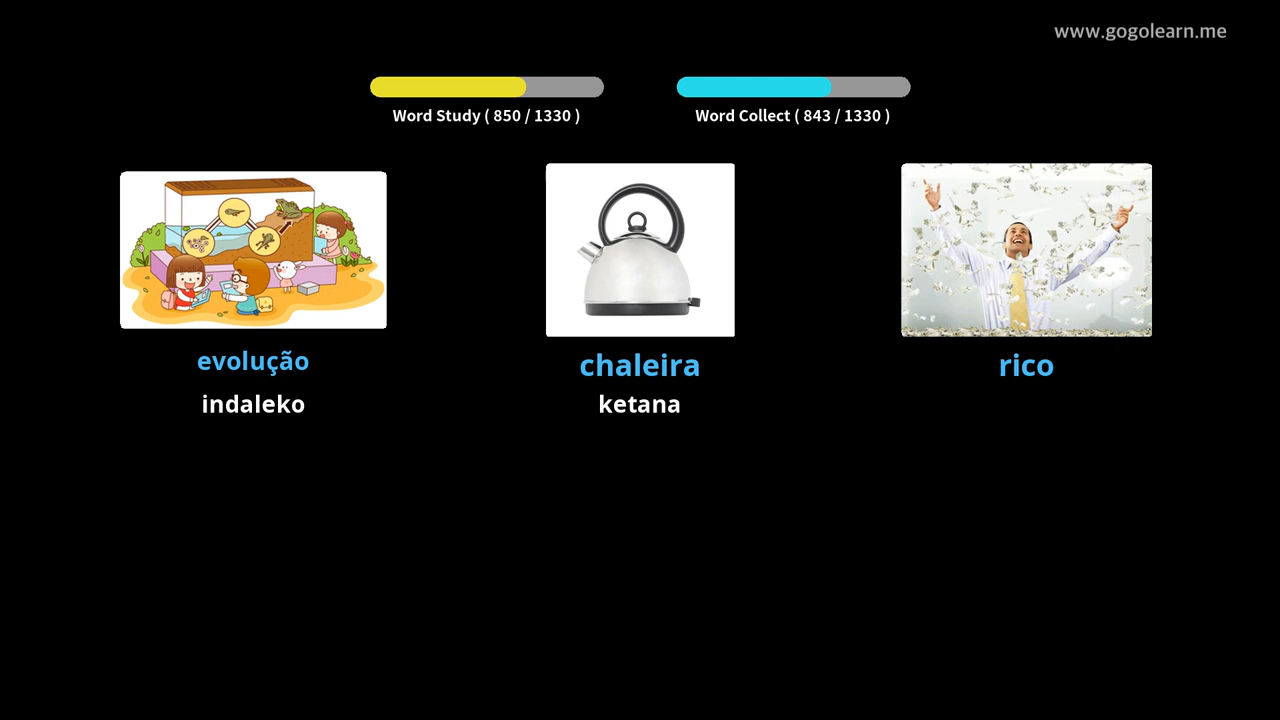 www.gogolearn.me
Word Study ( 850 / 1330 )
Word Collect ( 843 / 1330 )
evolução
chaleira
rico
indaleko
ketana